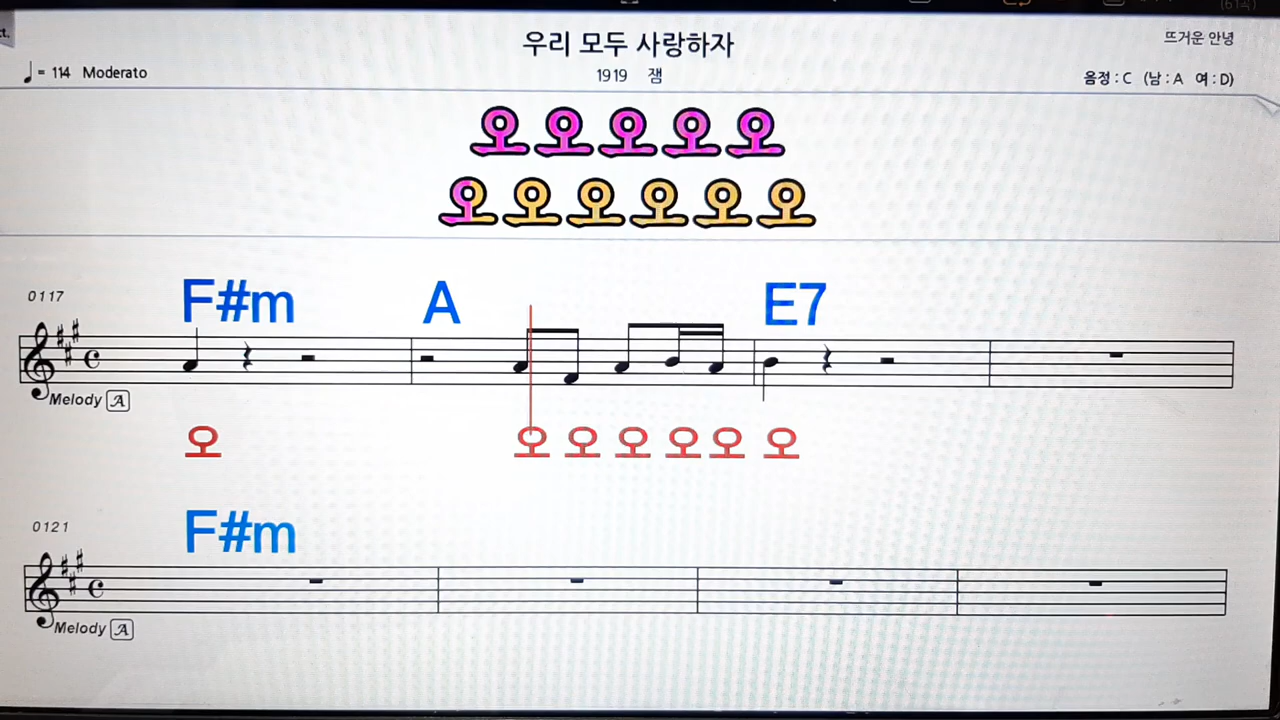 우리 모두 사랑하자
뜨거운 안녕
♩= 114 Moderato
1919 잼
음정 : C (남 : A 여 : D)
오 오 오 오 오
오 오 오 오 오 오
0117
F#m A E7
Melody A
오 오 오 오 오 오 오
0121
F#m
Melody A